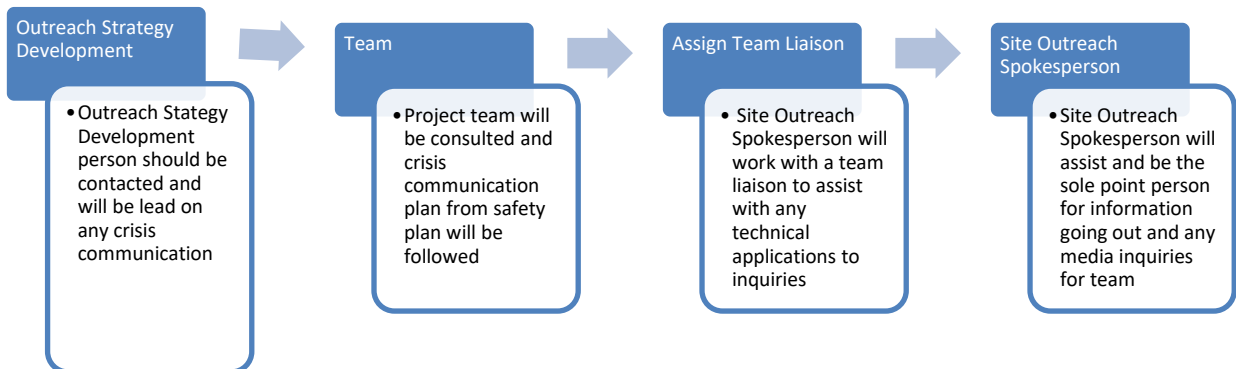 Outreach Strategy
Development
•Outreach Stategy
Development
person should be
contacted and
will be lead on
any crisis
communication
Team
•Project team will
be consulted and
crisis
communication
plan from safety
plan will be
followed
Assign Team Liaison
• Site Outreach
Spokesperson will
work with a team
liaison to assist
with any
technical
applications to
inquiries
Site Outreach
Spokesperson
•Site Outreach
Spokesperson will
assist and be the
sole point person
for information
going out and any
media inquiries
for team